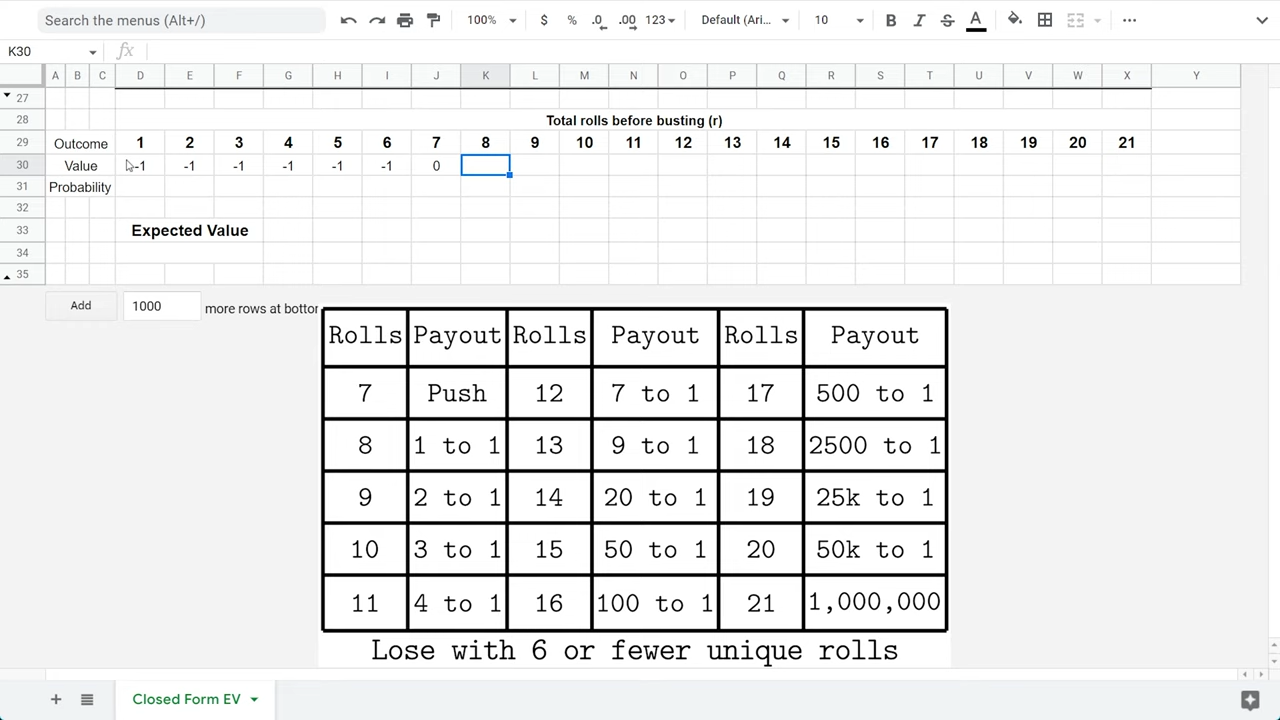 Search the menus (Alt+/)
100% $ % .0 .00 123 Default (Ari... 10 B I S A
K30 fx
A B C D E F G H I J K L M N O P Q R S T U V W X Y
27
28 Total rolls before busting (r)
29 Outcome 1 2 3 4 5 6 7 8 9 10 11 12 13 14 15 16 17 18 19 20 21
30 Value -1 -1 -1 -1 -1 -1 0
31 Probability
32
33 Expected Value
34
35
Add 1000 more rows at bottor
Rolls Payout Rolls Payout Rolls Payout
7 Push 12 7 to 1 17 500 to 1
8 1 to 1 13 9 to 1 18 2500 to 1
9 2 to 1 14 20 to 1 19 25k to 1
10 3 to 1 15 50 to 1 20 50k to 1
11 4 to 1 16 100 to 1 21 1,000,000
Lose with 6 or fewer unique rolls
Closed Form EV